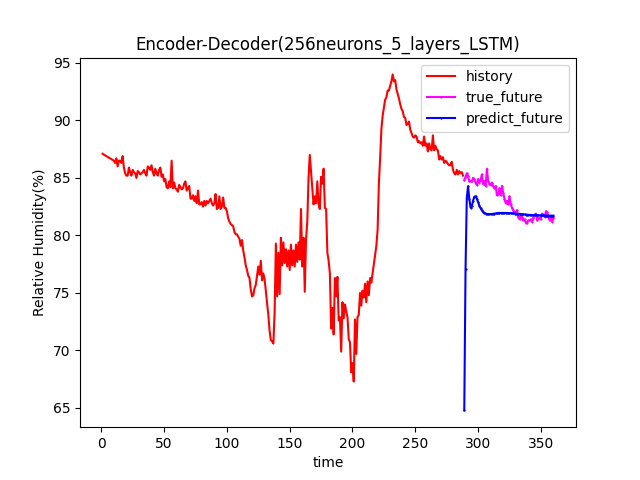 Encoder-Decoder(256neurons_5_layers_LSTM)
history
true_future
predict_future
95
90
85
80
75
70
65
Relative Humidity(%)
0 50 100 150 200 250 300 350
time